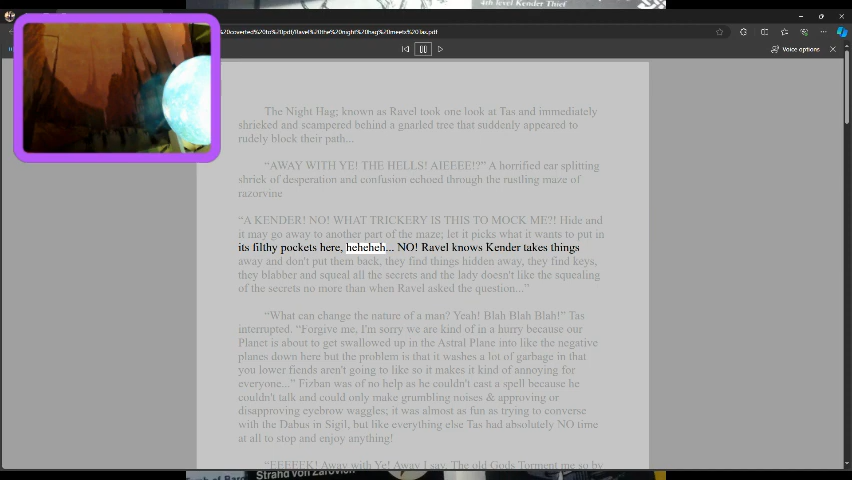 4th level Kender Thief
%20coverted%20to%20pdf/Ravel%20the%20night%20hag%20meets%20Tas.pdf
Voice options
The Night Hag; known as Ravel took one look at Tas and immediately
shricked and scampered behind a gnarled tree that suddenly appeared to
rudely block their path...
“AWAY WITH YE! THE HELLS! AIEEEE!?” A horrified ear splitting
shriek of desperation and confusion echoed through the rustling maze of
razorvine
“A KENDER! NO! WHAT TRICKERY IS THIS TO MOCK ME?! Hide and
it may go away to another part of the maze; let it picks what it wants to put in
its filthy pockets here, heheheh... NO! Ravel knows Kender takes things
away and don't put them back, they find things hidden away, they find keys,
they blabber and squeal all the secrets and the lady doesn't like the squealing
of the secrets no more than when Ravel asked the question...”
“What can change the nature of a man? Yeah! Blah Blah Blah!” Tas
interrupted. “Forgive me, I'm sorry we are kind of in a hurry because our
Planet is about to get swallowed up in the Astral Plane into like the negative
planes down here but the problem is that it washes a lot of garbage in that
you lower fiends aren't going to like so it makes it kind of annoying for
everyone...” Fizban was of no help as he couldn't cast a spell because he
couldn't talk and could only make grumbling noises & approving or
disapproving eyebrow waggles; it was almost as fun as trying to converse
with the Dabus in Sigil, but like everything else Tas had absolutely NO time
at all to stop and enjoy anything!
“EEEEEK! Away with Ye! Away I say. The old Gods Torment me so by
Strahd von Zarovich